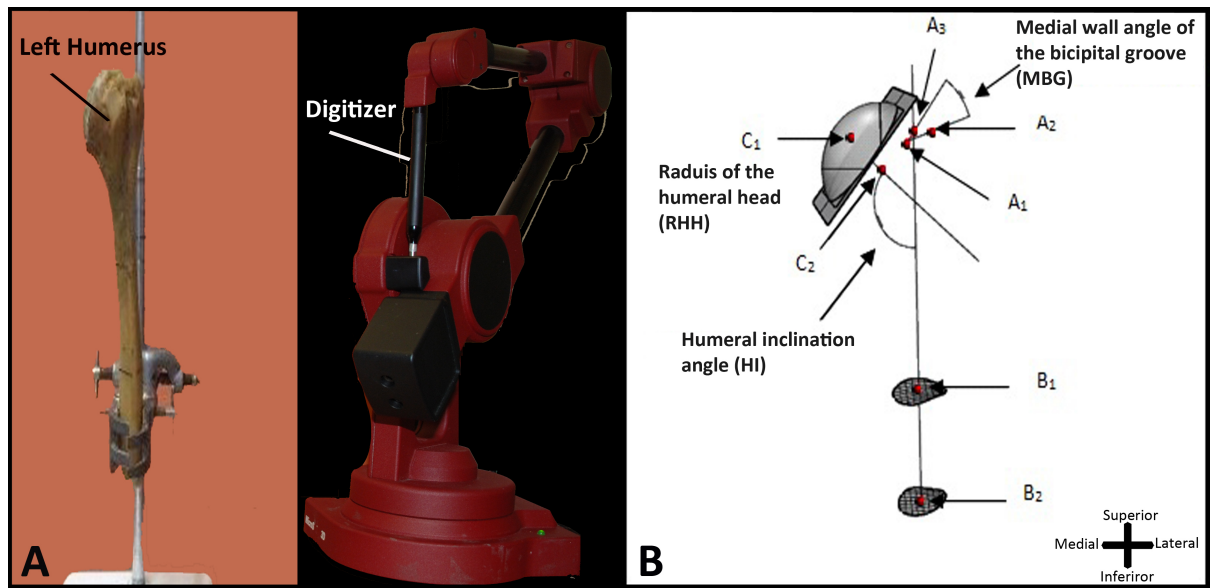 Left Humerus
Digitizer
A
A3
Medial wall angle of
the bicipital groove
(MBG)
C1
A2
Raduis of the
humeral head
(RHH)
A1
C2
Humeral inclination
angle (HI)
B1
B2
Superior
Medial
Lateral
Inferiror
B